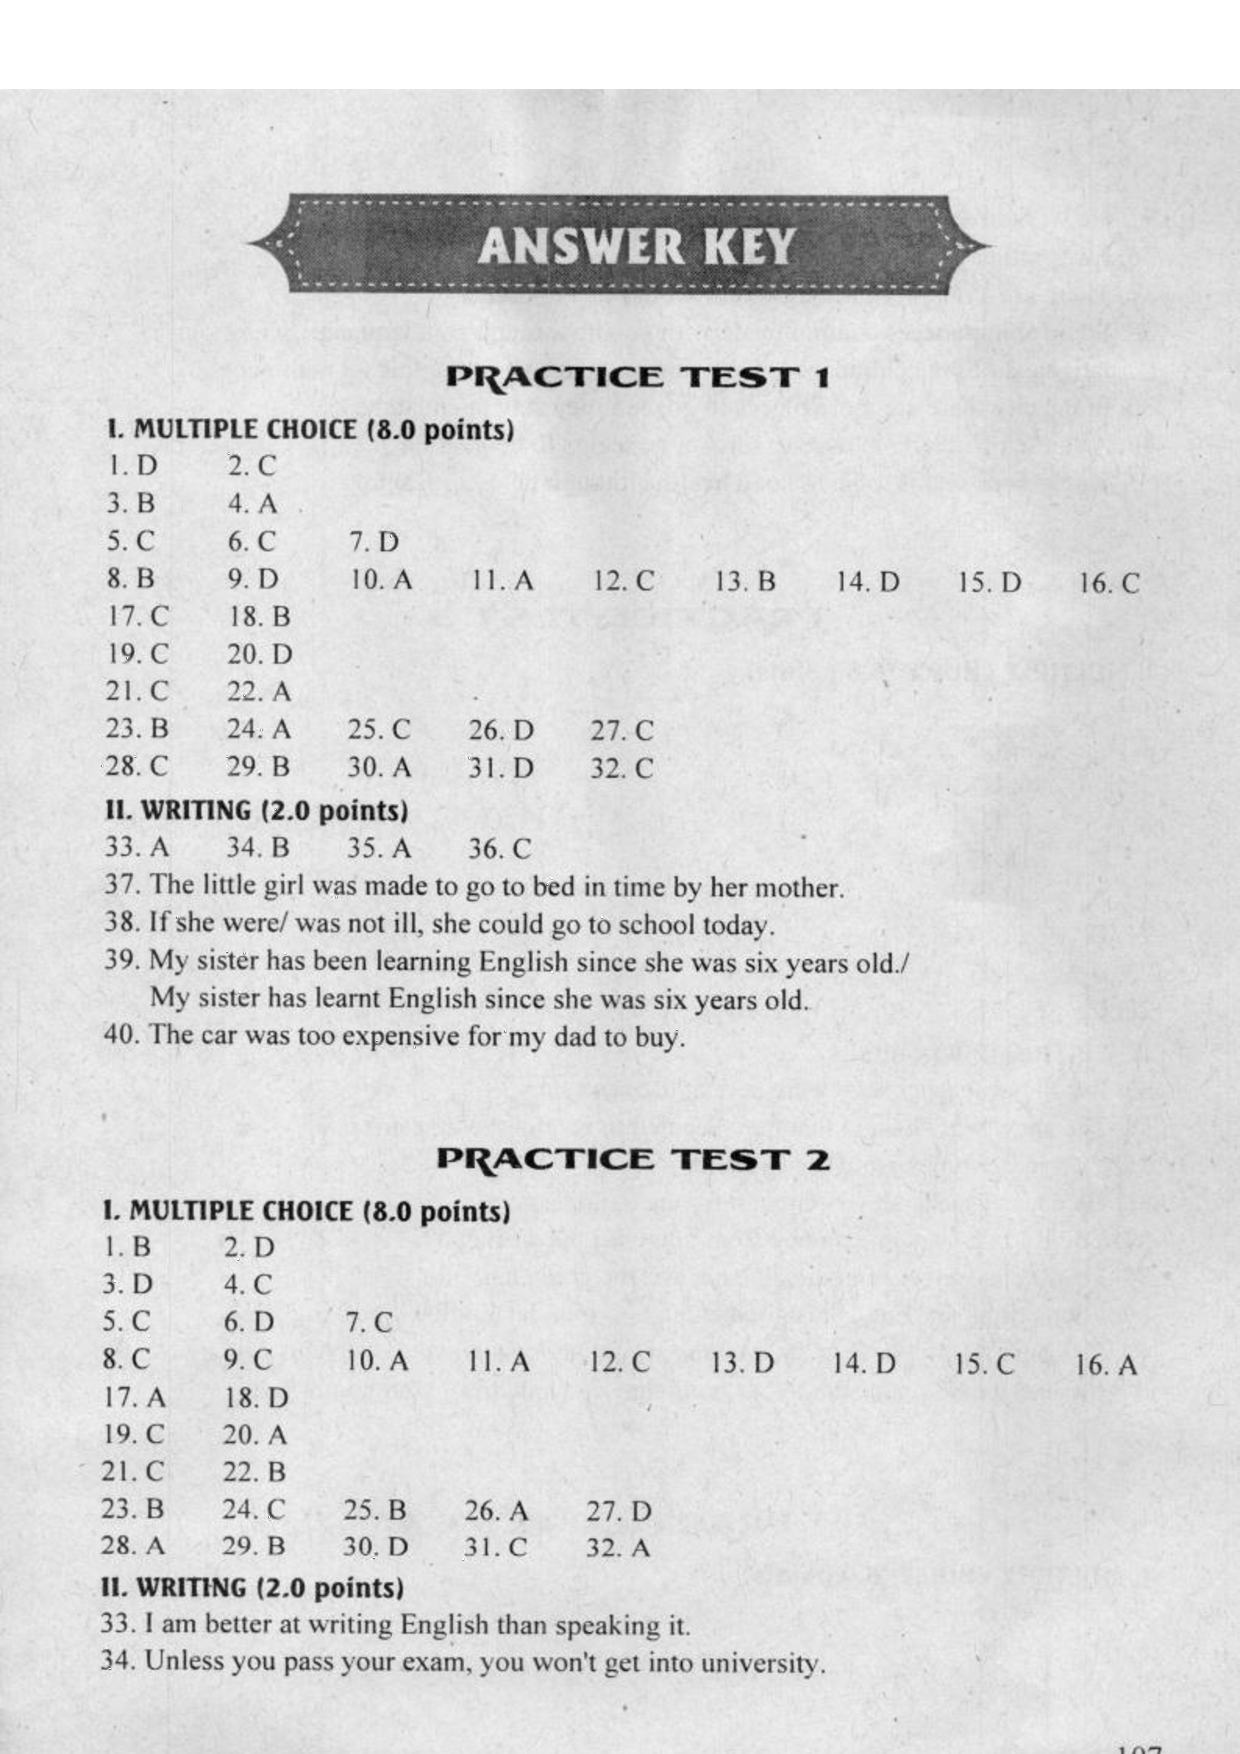 ANSWER KEY
PRACTICE TEST 1
I. MULTIPLE CHOICE (8.0 points)
1. D 2. C
3. B 4. A
5. C 6. C 7. D
8. B 9. D 10. A 11. A 12. C 13. B 14. D 15. D 16. C
17. C 18. B
19. C 20. D
21. C 22. A
23. B 24. A 25. C 26. D 27. C
28. C 29. B 30. A 31. D 32. C
II. WRITING (2.0 points)
33. A 34. B 35. A 36. C
37. The little girl was made to go to bed in time by her mother.
38. If she were/ was not ill, she could go to school today.
39. My sister has been learning English since she was six years old./
My sister has learnt English since she was six years old.
40. The car was too expensive for my dad to buy.
PRACTICE TEST 2
I. MULTIPLE CHOICE (8.0 points)
1. B 2. D
3. D 4. C
5. C 6. D 7. C
8. C 9. C 10. A 11. A 12. C 13. D 14. D 15. C 16. A
17. A 18. D
19. C 20. A
21. C 22. B
23. B 24. C 25. B 26. A 27. D
28. A 29. B 30. D 31. C 32. A
II. WRITING (2.0 points)
33. I am better at writing English than speaking it.
34. Unless you pass your exam, you won't get into university.